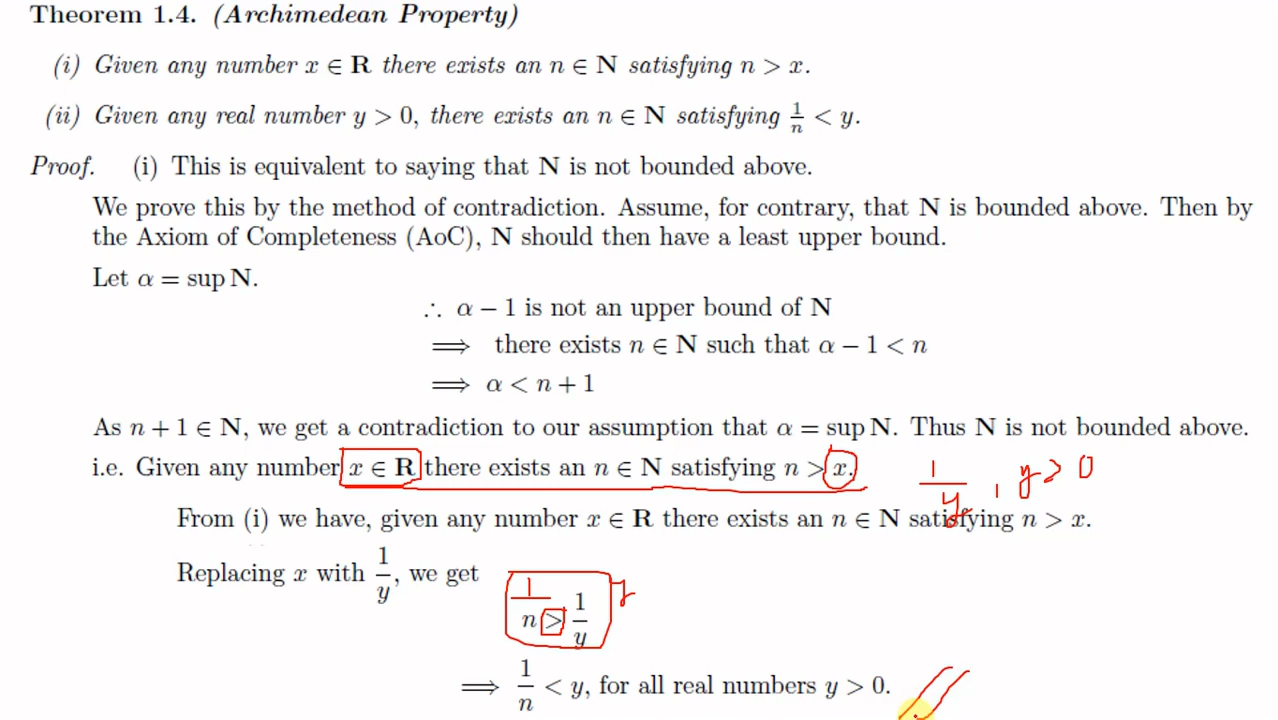 Theorem 1.4. (Archimedean Property)
(i) Given any number x ∈ R there exists an n ∈ N satisfying n > x.
(ii) Given any real number y > 0, there exists an n ∈ N satisfying 1/n < y.
Proof. (i) This is equivalent to saying that N is not bounded above.
We prove this by the method of contradiction. Assume, for contrary, that N is bounded above. Then by
the Axiom of Completeness (AoC), N should then have a least upper bound.
Let α = sup N.
∴ α − 1 is not an upper bound of N
⟹ there exists n ∈ N such that α − 1 < n
⟹ α < n + 1
As n + 1 ∈ N, we get a contradiction to our assumption that α = sup N. Thus N is not bounded above.
i.e. Given any number x ∈ R there exists an n ∈ N satisfying n > x.
1/y , y > 0
From (i) we have, given any number x ∈ R there exists an n ∈ N satisfying n > x.
Replacing x with 1/y, we get
1 y
n > 1/y
⟹ 1/n < y, for all real numbers y > 0.